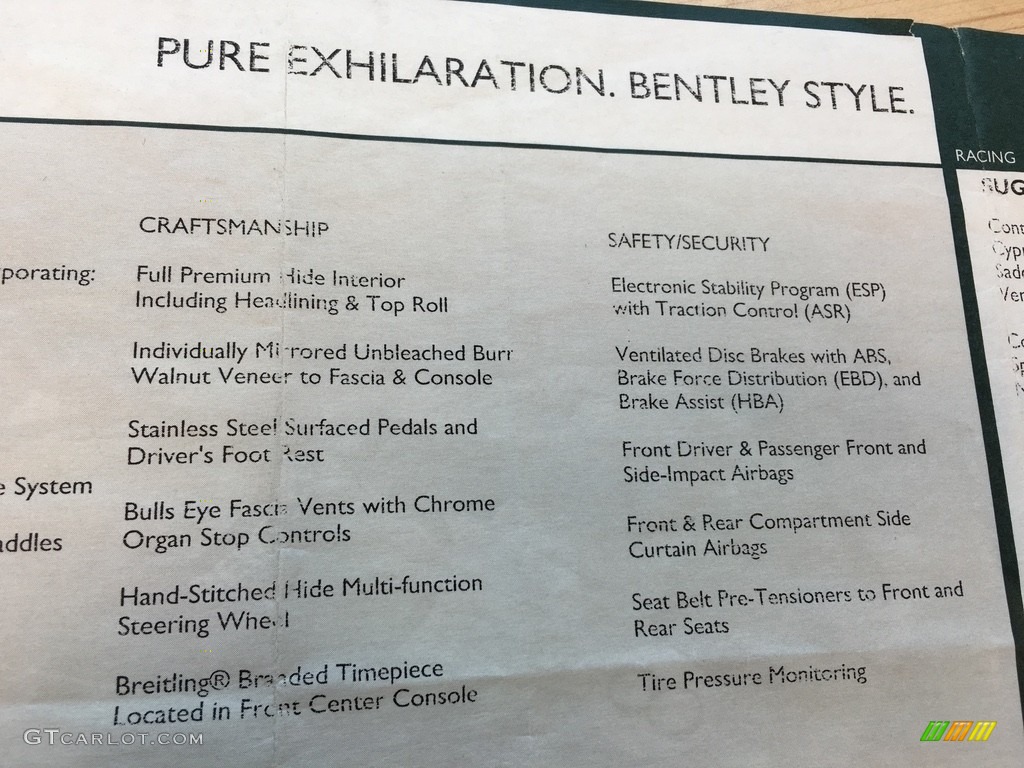 PURE EXHILARATION. BENTLEY STYLE.
porating:
e System
addles
CRAFTSMANSHIP
Full Premium Hide Interior
Including Headlining & Top Roll
Individually Mirrored Unbleached Burr
Walnut Veneer to Fascia & Console
Stainless Steel Surfaced Pedals and
Driver's Foot Rest
Bulls Eye Fascia Vents with Chrome
Organ Stop Controls
Hand-Stitched Hide Multi-function
Steering Wheel
Breitling® Branded Timepiece
Located in Front Center Console
SAFETY/SECURITY
Electronic Stability Program (ESP)
with Traction Control (ASR)
Ventilated Disc Brakes with ABS,
Brake Force Distribution (EBD), and
Brake Assist (HBA)
Front Driver & Passenger Front and
Side-Impact Airbags
Front & Rear Compartment Side
Curtain Airbags
Seat Belt Pre-Tensioners to Front and
Rear Seats
Tire Pressure Monitoring
RACING
SUG
Cont
Cypr
Sadd
Ven
GTCARLOT.COM